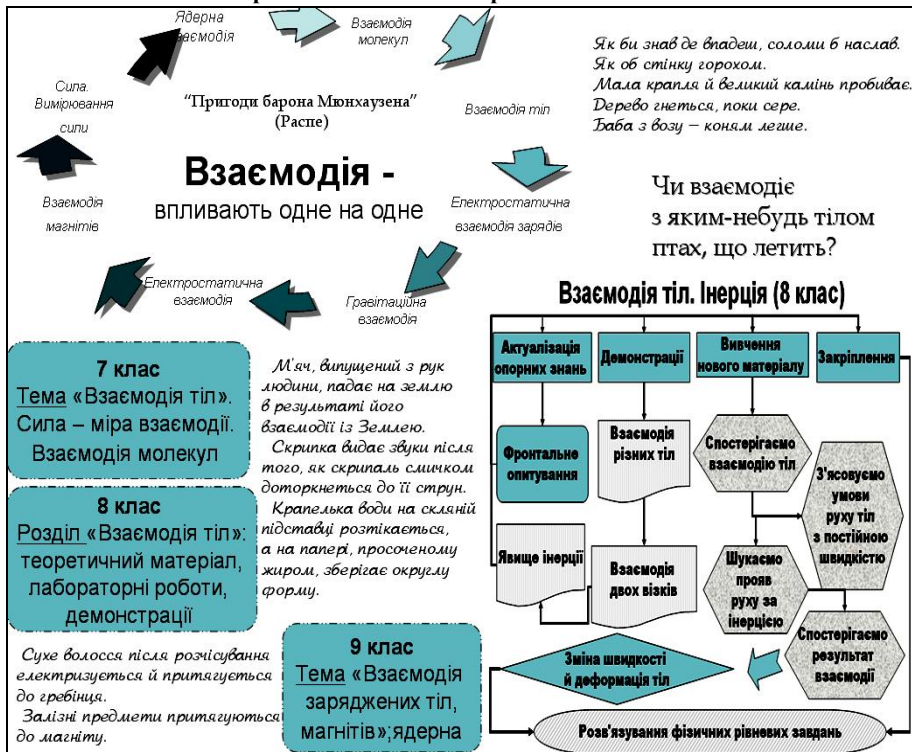 Ядерна
взаємодія
Взаємодія
молекул
Взаємодія тіл
Електростатична
взаємодія зарядів
Гравітаційна
взаємодія
Електростатична
взаємодія
Взаємодія
магнітів
Сила.
Вимірювання
сили
“Пригоди барона Мюнхаузена”
(Распе)
Взаємодія -
впливають одне на одне
Як би знав де впадеш, соломи б наслав.
Як об стінку горохом.
Мала крапля й великий камінь пробиває.
Дерево гнеться, поки сере.
Баба з возу – коням легше.
Чи взаємодіє
з яким-небудь тілом
птах, що летить?
7 клас
Тема «Взаємодія тіл».
Сила – міра взаємодії.
Взаємодія молекул
8 клас
Розділ «Взаємодія тіл»:
теоретичний матеріал,
лабораторні роботи,
демонстрації
М'яч, випущений з рук
людини, падає на землю
в результаті його
взаємодії із Землею.
Скрипка видає звуки після
того, як скрипаль смичком
доторкнеться до її струн.
Крапелька води на скляній
підставці розтікається,
а на папері, просоченому
жиром, зберігає округлу
форму.
Сухе волосся після розчісування
електризується й притягується
до гребінця.
Залізні предмети притягуються
до магніту.
9 клас
Тема «Взаємодія
заряджених тіл,
магнітів»;ядерна
Взаємодія тіл. Інерція (8 клас)
Актуалізація
опорних знань
Демонстрації
Вивчення
нового матеріалу
Закріплення
Фронтальне
опитування
Взаємодія
різних тіл
Спостерігаємо
взаємодію тіл
З'ясовуємо
умови
руху тіл
з постійною
швидкістю
Явище інерції
Взаємодія
двох візків
Шукаємо
прояв
руху за
інерцією
Спостерігаємо
результат
взаємодії
Зміна швидкості
й деформація тіл
Розв'язування фізичних рівневих завдань